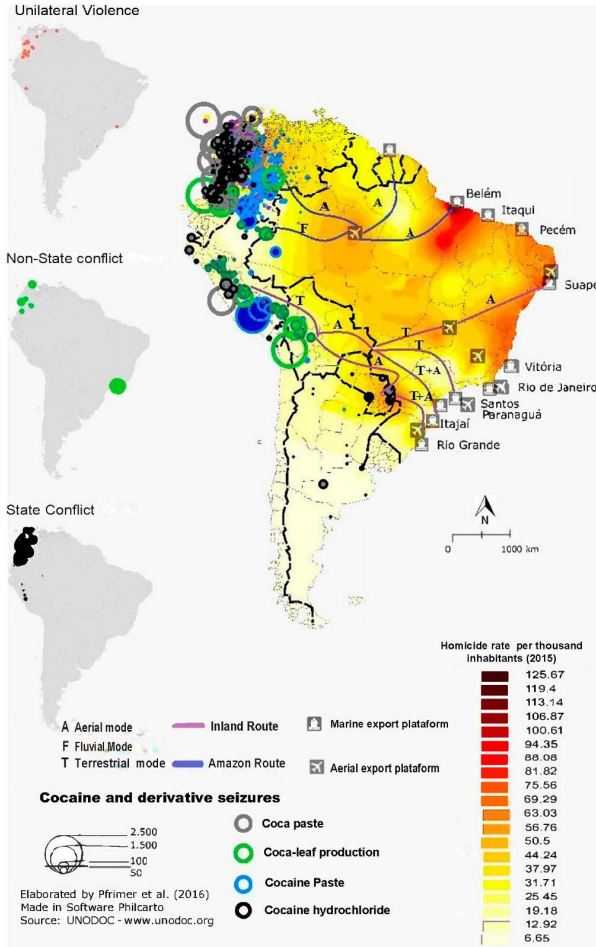 Unilateral Violence
Non-State conflict
State Conflict
Belém
Itaqui
Pecém
Suape
Vitória
Rio de Janeiro
Santos
Paranaguá
Itajaí
Rio Grande
A
A
F
A
A
T
A
T
T
A
T+A
T+A
N
0 1000 km
Homicide rate per thousand
inhabitants (2015)
125.67
119.4
113.14
106.87
100.61
94.35
88.08
81.82
75.56
69.29
63.03
56.76
50.5
44.24
37.97
31.71
25.45
19.18
12.92
6.65
A Aerial mode
F Fluvial Mode
T Terrestrial mode
Inland Route
Amazon Route
Marine export plataform
Aerial export plataform
Cocaine and derivative seizures
2.500
1.500
100
50
Coca paste
Coca-leaf production
Cocaine Paste
Cocaine hydrochloride
Elaborated by Pfrimer et al. (2016)
Made in Software Philcarto
Source: UNODOC - www.unodoc.org